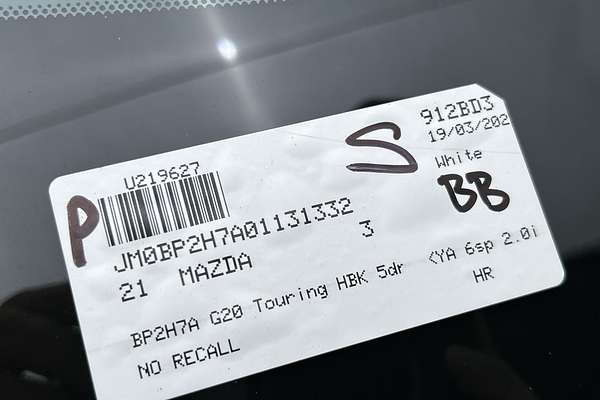 U219627
912BD3
19/03/202
P
S
White
BB
JM0BP2H7A01131332
21 MAZDA 3
BP2H7A G20 Touring HBK 5dr <YA 6sp 2.0i
HR
NO RECALL